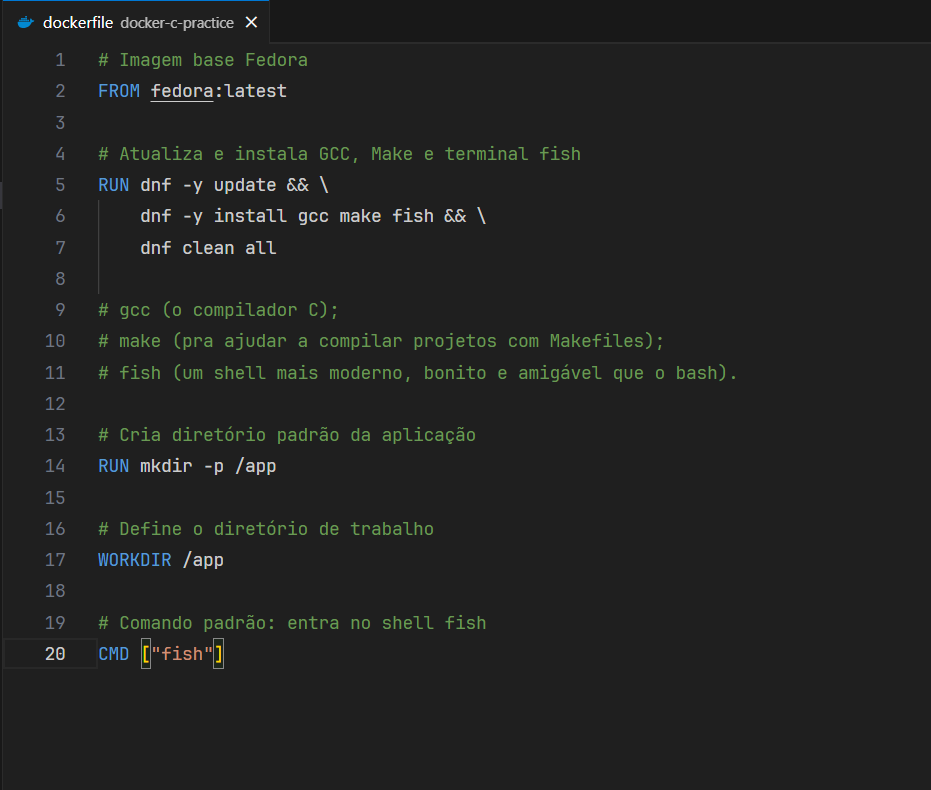 dockerfile docker-c-practice
1 # Imagem base Fedora
2 FROM fedora:latest
3
4 # Atualiza e instala GCC, Make e terminal fish
5 RUN dnf -y update && \
6     dnf -y install gcc make fish && \
7     dnf clean all
8
9 # gcc (o compilador C);
10 # make (pra ajudar a compilar projetos com Makefiles);
11 # fish (um shell mais moderno, bonito e amigável que o bash).
12
13 # Cria diretório padrão da aplicação
14 RUN mkdir -p /app
15
16 # Define o diretório de trabalho
17 WORKDIR /app
18
19 # Comando padrão: entra no shell fish
20 CMD ["fish"]